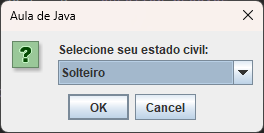 Aula de Java
?
Selecione seu estado civil:
Solteiro
OK Cancel